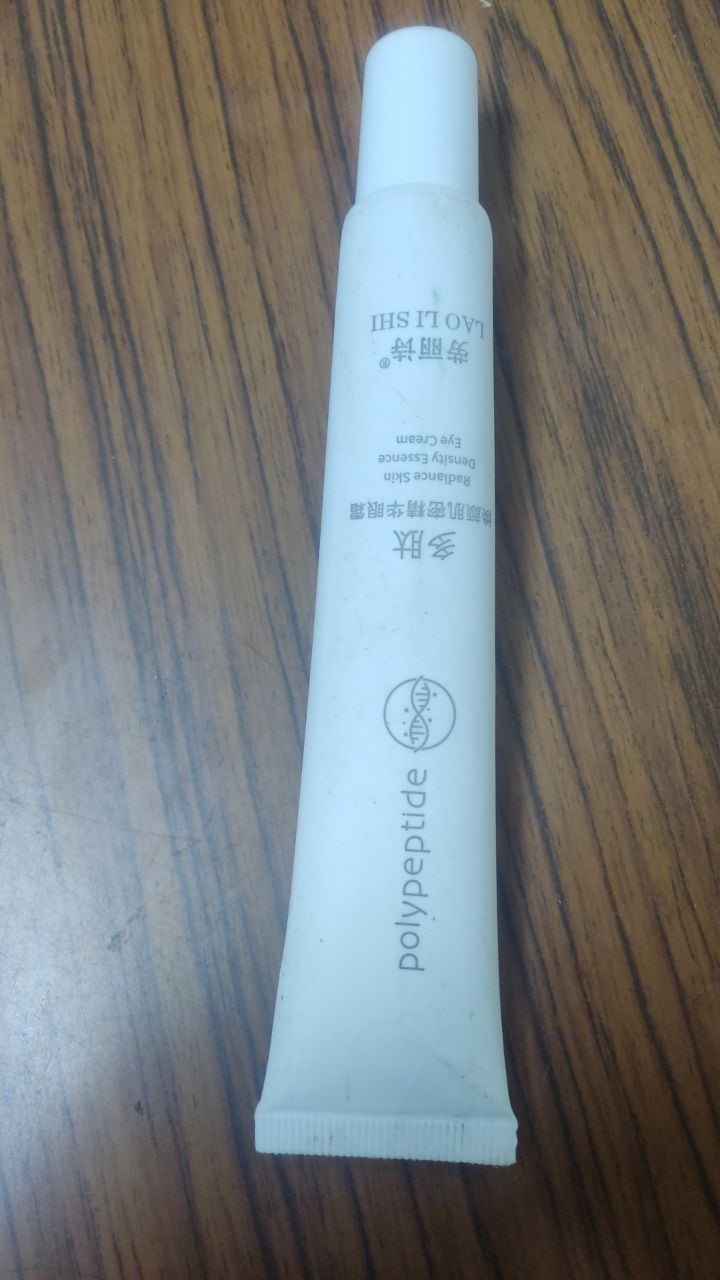 polypeptide
多肽
焕颜肌密精华眼霜
Radiance Skin
Density Essence
Eye Cream
劳丽诗®
LAO LI SHI